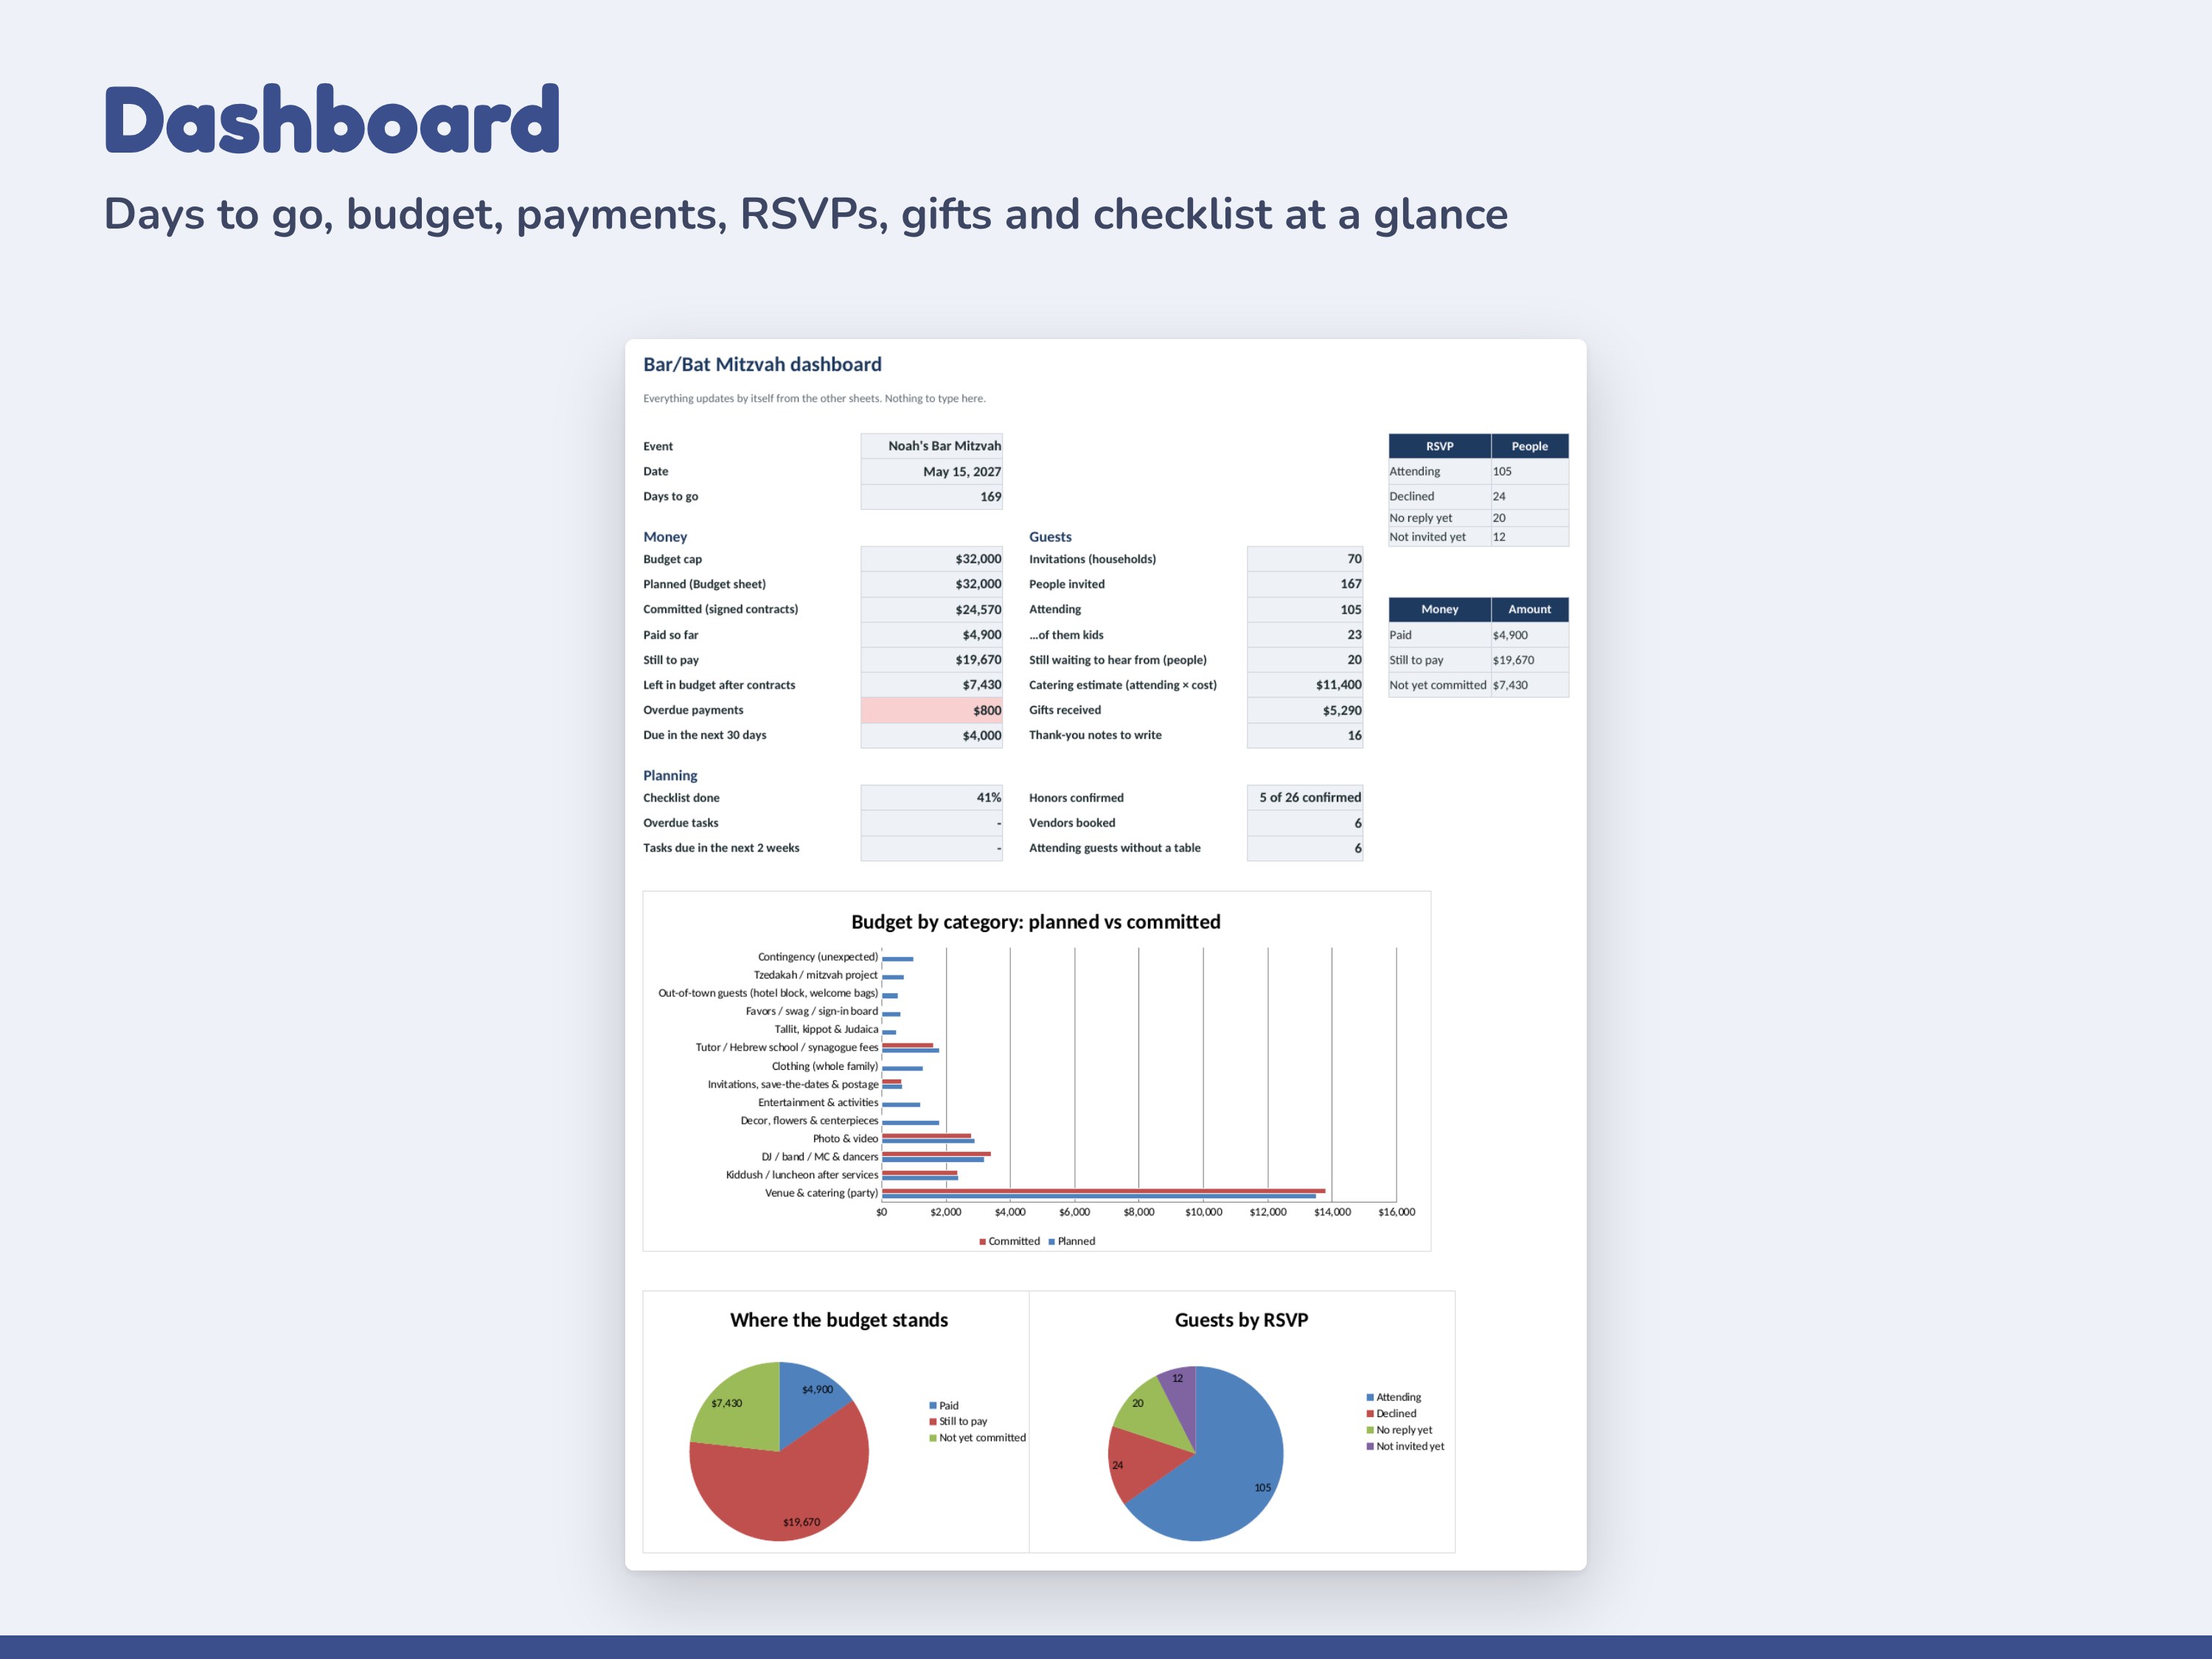 Dashboard
Days to go, budget, payments, RSVPs, gifts and checklist at a glance
Bar/Bat Mitzvah dashboard
Everything updates by itself from the other sheets. Nothing to type here.
Event Noah's Bar Mitzvah
Date May 15, 2027
Days to go 169
RSVP People
Attending 105
Declined 24
No reply yet 20
Not invited yet 12
Money
Budget cap $32,000
Planned (Budget sheet) $32,000
Committed (signed contracts) $24,570
Paid so far $4,900
Still to pay $19,670
Left in budget after contracts $7,430
Overdue payments $800
Due in the next 30 days $4,000
Guests
Invitations (households) 70
People invited 167
Attending 105
...of them kids 23
Still waiting to hear from (people) 20
Catering estimate (attending × cost) $11,400
Gifts received $5,290
Thank-you notes to write 16
Money Amount
Paid $4,900
Still to pay $19,670
Not yet committed $7,430
Planning
Checklist done 41%
Overdue tasks -
Tasks due in the next 2 weeks -
Honors confirmed 5 of 26 confirmed
Vendors booked 6
Attending guests without a table 6
Budget by category: planned vs committed
Contingency (unexpected)
Tzedakah / mitzvah project
Out-of-town guests (hotel block, welcome bags)
Favors / swag / sign-in board
Tallit, kippot & Judaica
Tutor / Hebrew school / synagogue fees
Clothing (whole family)
Invitations, save-the-dates & postage
Entertainment & activities
Decor, flowers & centerpieces
Photo & video
DJ / band / MC & dancers
Kiddush / luncheon after services
Venue & catering (party)
$0 $2,000 $4,000 $6,000 $8,000 $10,000 $12,000 $14,000 $16,000
Committed Planned
Where the budget stands
$4,900
$7,430
$19,670
Paid
Still to pay
Not yet committed
Guests by RSVP
12
20
24
105
Attending
Declined
No reply yet
Not invited yet